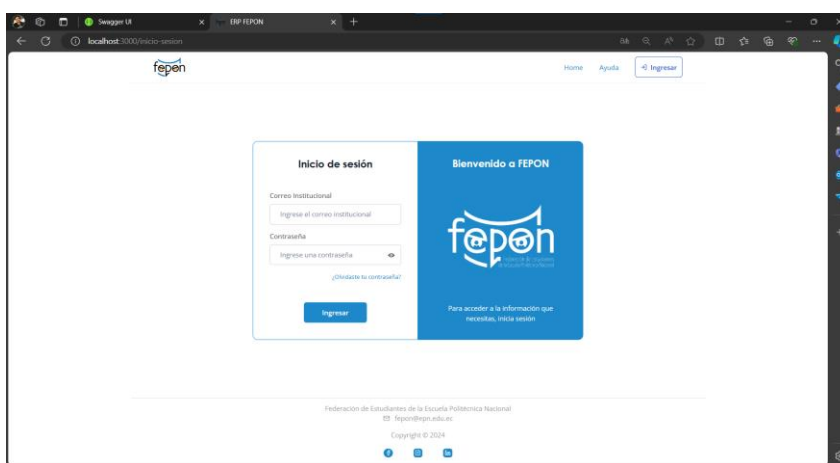 Swagger UI
ERP FEPON
localhost:3000/inicio-sesion
fepon
Home Ayuda Ingresar
Inicio de sesión
Correo Institucional
Ingrese el correo institucional
Contraseña
Ingrese una contraseña
¿Olvidaste tu contraseña?
Ingresar
Bienvenido a FEPON
fepon
Para acceder a la información que
necesitas, inicia sesión
Federación de Estudiantes de la Escuela Politécnica Nacional
fepon@epn.edu.ec
Copyright © 2024